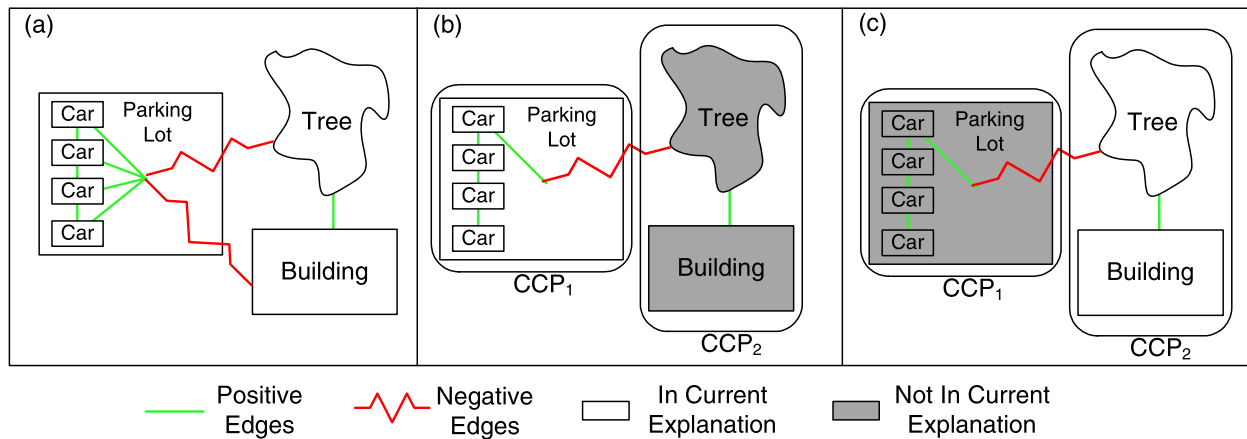 (a)
Car
Car
Car
Car
Parking
Lot
Tree
Building
(b)
Car
Car
Car
Car
Parking
Lot
CCP1
Tree
Building
CCP2
(c)
Car
Car
Car
Car
Parking
Lot
CCP1
Tree
Building
CCP2
Positive
Edges
Negative
Edges
In Current
Explanation
Not In Current
Explanation